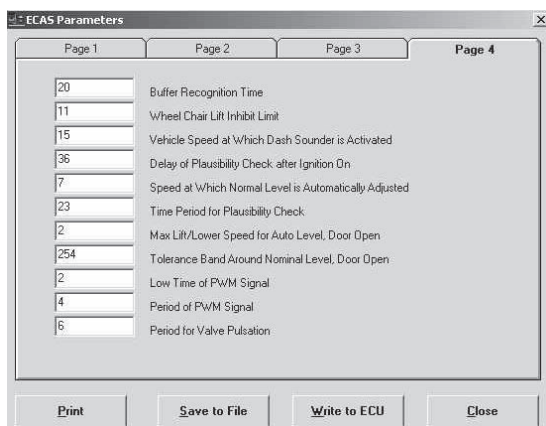 ECAS Parameters
Page 1 Page 2 Page 3 Page 4
20 Buffer Recognition Time
11 Wheel Chair Lift Inhibit Limit
15 Vehicle Speed at Which Dash Sounder is Activated
36 Delay of Plausibility Check after Ignition On
7 Speed at Which Normal Level is Automatically Adjusted
23 Time Period for Plausibility Check
2 Max Lift/Lower Speed for Auto Level, Door Open
254 Tolerance Band Around Nominal Level, Door Open
2 Low Time of PWM Signal
4 Period of PWM Signal
6 Period for Valve Pulsation
Print Save to File Write to ECU Close